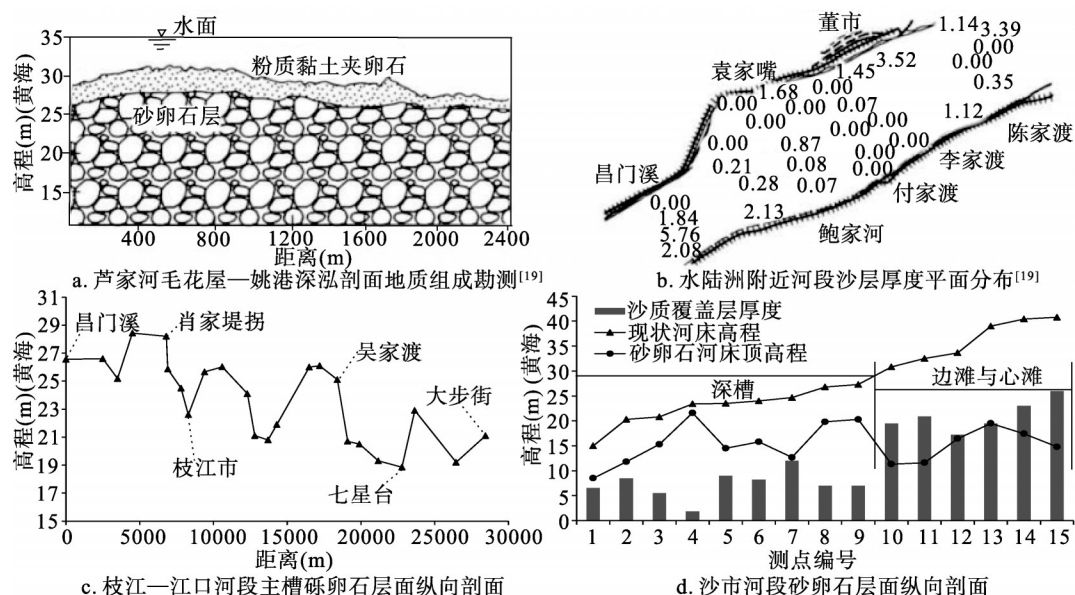 水面
35
30
25
20
15
高程(m)(黄海)
粉质黏土夹卵石
砂卵石层
400 800 1200 1600 2000 2400
距离(m)
a. 芦家河毛花屋—姚港深泓剖面地质组成勘测[19]
董市
1.14
3.39
0.00
3.52
0.35
袁家嘴
1.45
1.68
0.00
0.00
0.07
1.12
0.00
0.00
0.00
陈家渡
0.00
0.87
0.00
李家渡
昌门溪
0.21
0.08
0.00
0.28
0.07
付家渡
0.00
1.84
2.13
5.76
鲍家河
2.08
b. 水陆洲附近河段沙层厚度平面分布[19]
31
29
27
25
23
21
19
17
15
高程(m)(黄海)
昌门溪
肖家堤拐
吴家渡
大步街
枝江市
七星台
0 5000 10000 15000 20000 25000 30000
距离(m)
c. 枝江—江口河段主槽砾卵石层面纵向剖面
45
40
35
30
25
20
15
10
5
0
高程(m)(黄海)
沙质覆盖层厚度
现状河床高程
砂卵石河床顶高程
深槽
边滩与心滩
1 2 3 4 5 6 7 8 9 10 11 12 13 14 15
测点编号
d. 沙市河段砂卵石层面纵向剖面